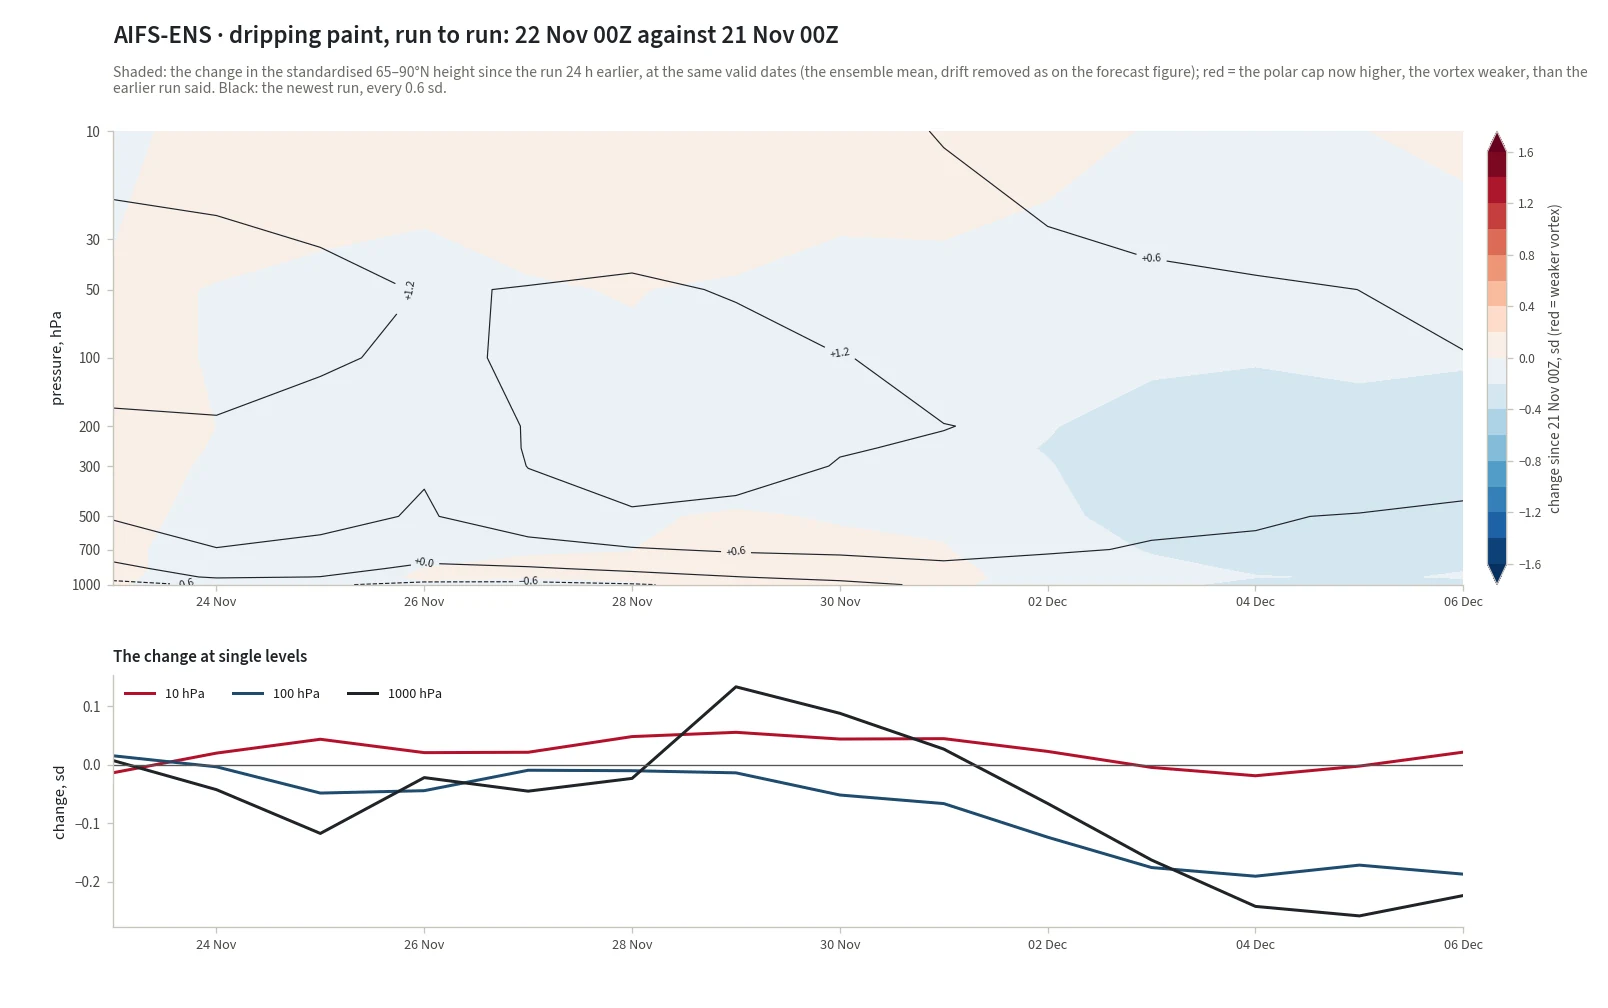 AIFS-ENS · dripping paint, run to run: 22 Nov 00Z against 21 Nov 00Z
Shaded: the change in the standardised 65–90°N height since the run 24 h earlier, at the same valid dates (the ensemble mean, drift removed as on the forecast figure); red = the polar cap now higher, the vortex weaker, than the
earlier run said. Black: the newest run, every 0.6 sd.
pressure, hPa
10
30
50
100
200
300
500
700
1000
+1.2
+1.2
+0.6
+0.6
+0.0
−0.6
24 Nov
26 Nov
28 Nov
30 Nov
02 Dec
04 Dec
06 Dec
1.6
1.2
0.8
0.4
0.0
−0.4
−0.8
−1.2
−1.6
change since 21 Nov 00Z, sd (red = weaker vortex)
The change at single levels
10 hPa
100 hPa
1000 hPa
change, sd
0.1
0.0
−0.1
−0.2
24 Nov
26 Nov
28 Nov
30 Nov
02 Dec
04 Dec
06 Dec